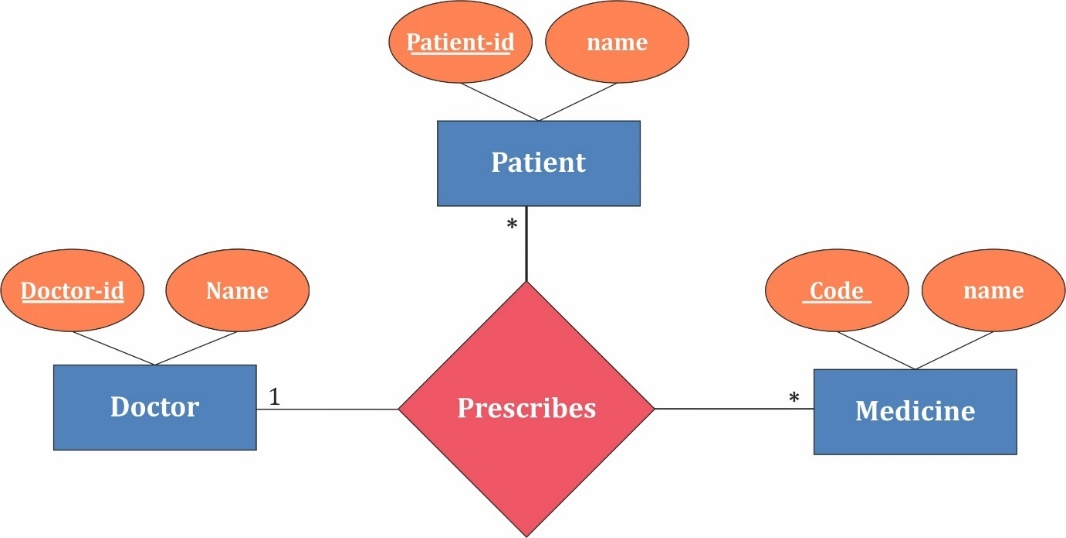 Patient-id
name
Patient
*
Doctor-id
Name
Code
name
Doctor
1
Prescribes
*
Medicine